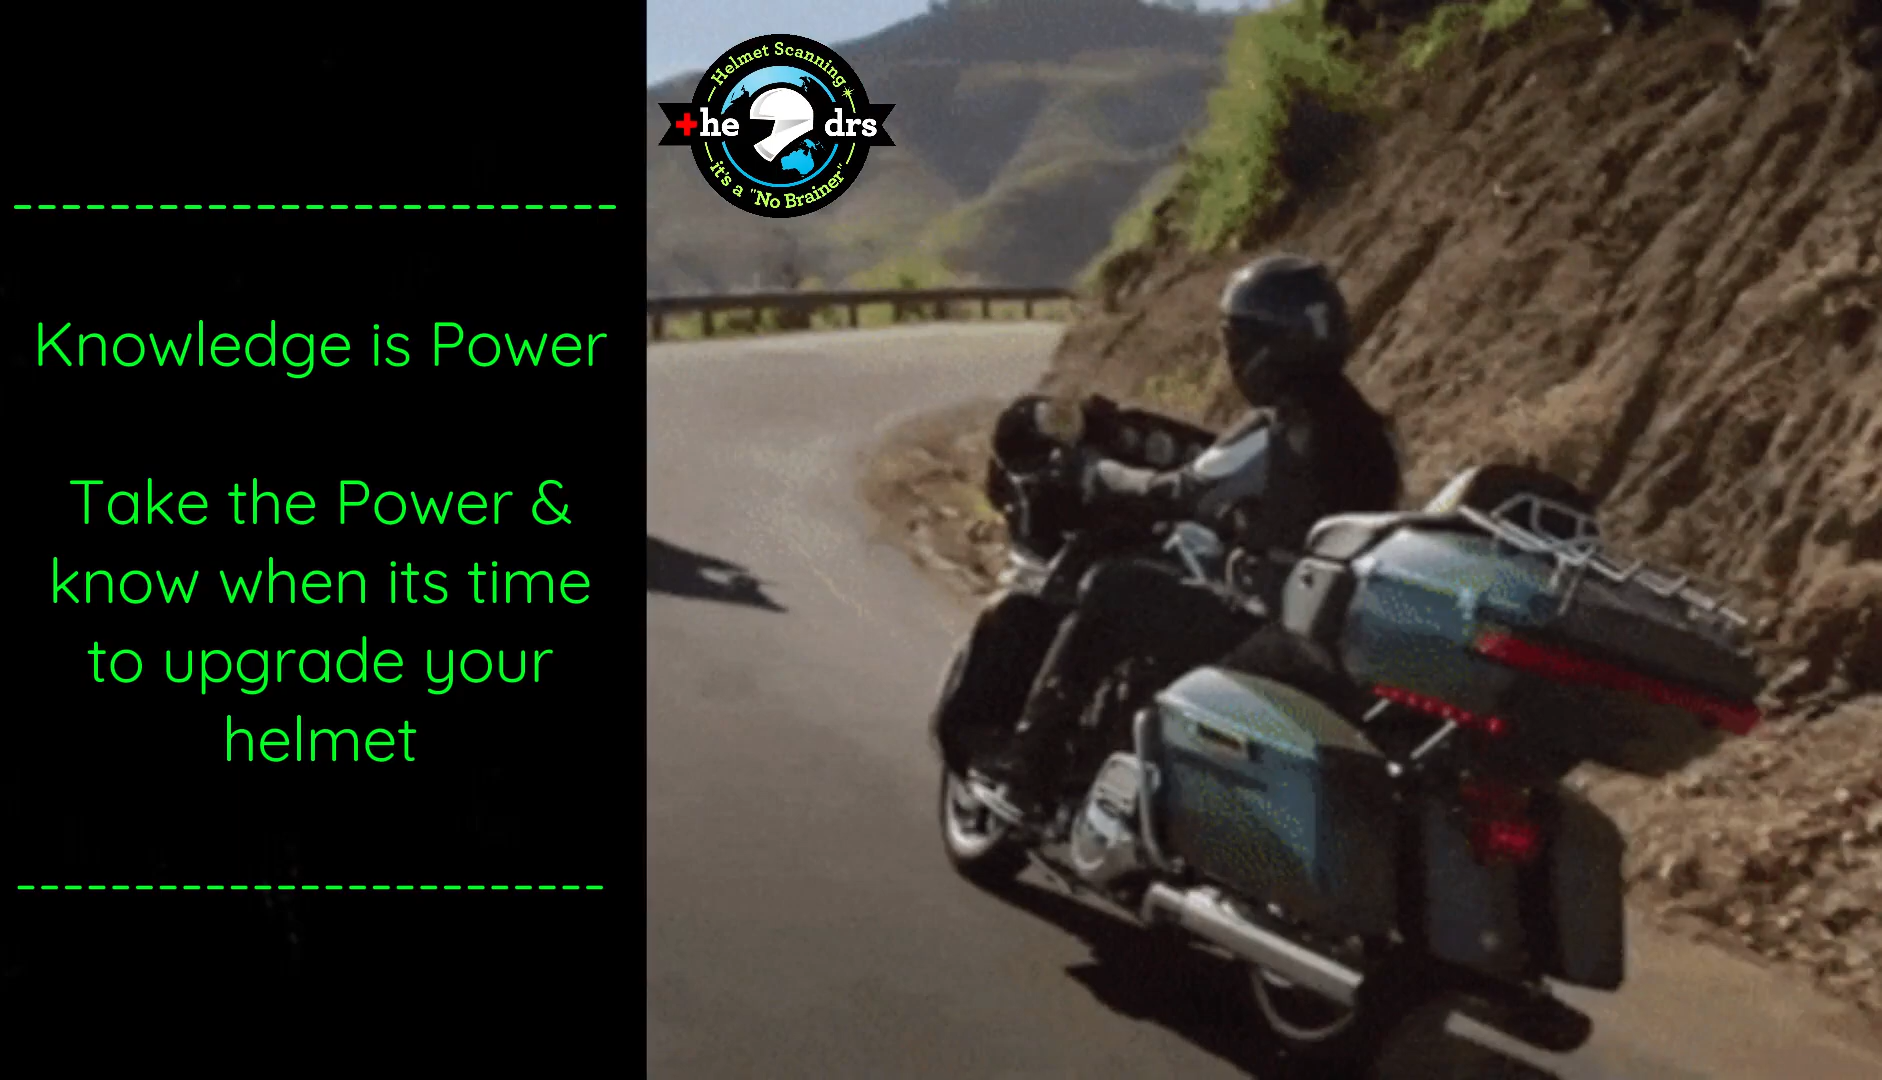 Knowledge is Power
Take the Power &
know when its time
to upgrade your
helmet
Helmet Scanning
the drs
it's a "No Brainer"